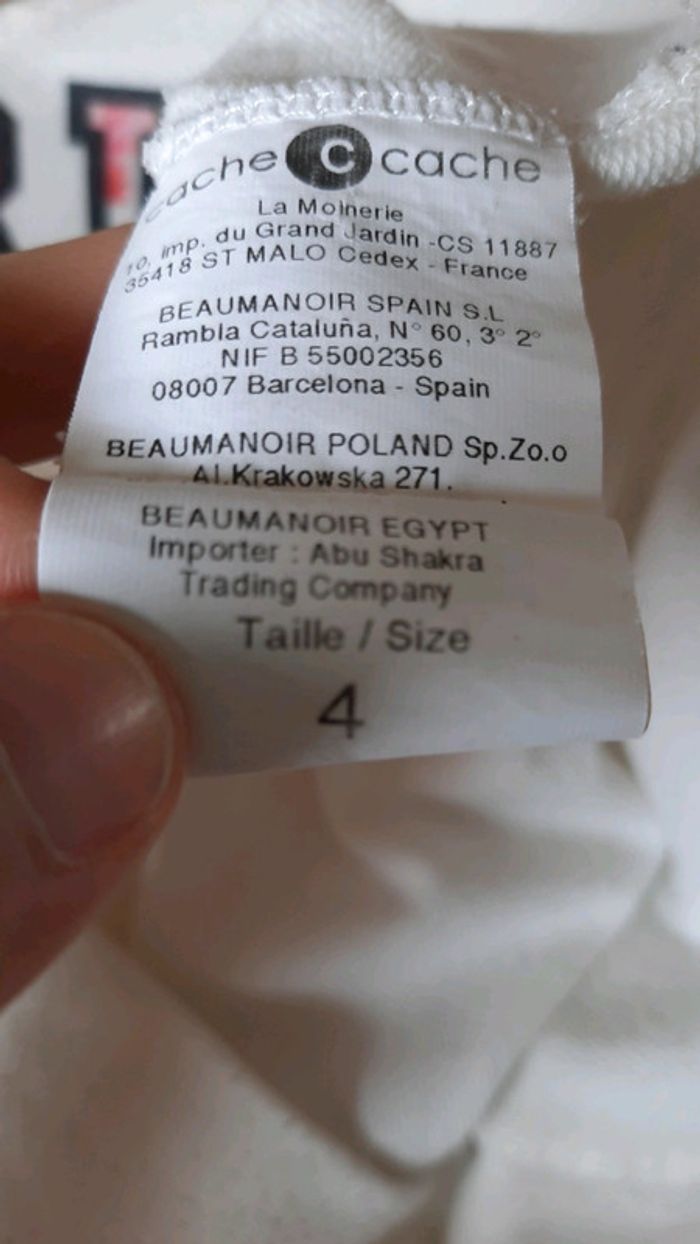 cache C cache
La Moinerie
10, imp. du Grand Jardin -CS 11887
35418 ST MALO Cedex - France
BEAUMANOIR SPAIN S.L
Rambla Cataluña, N° 60, 3° 2°
NIF B 55002356
08007 Barcelona - Spain
BEAUMANOIR POLAND Sp.Zo.o
Al.Krakowska 271.
BEAUMANOIR EGYPT
Importer : Abu Shakra
Trading Company
Taille / Size
4